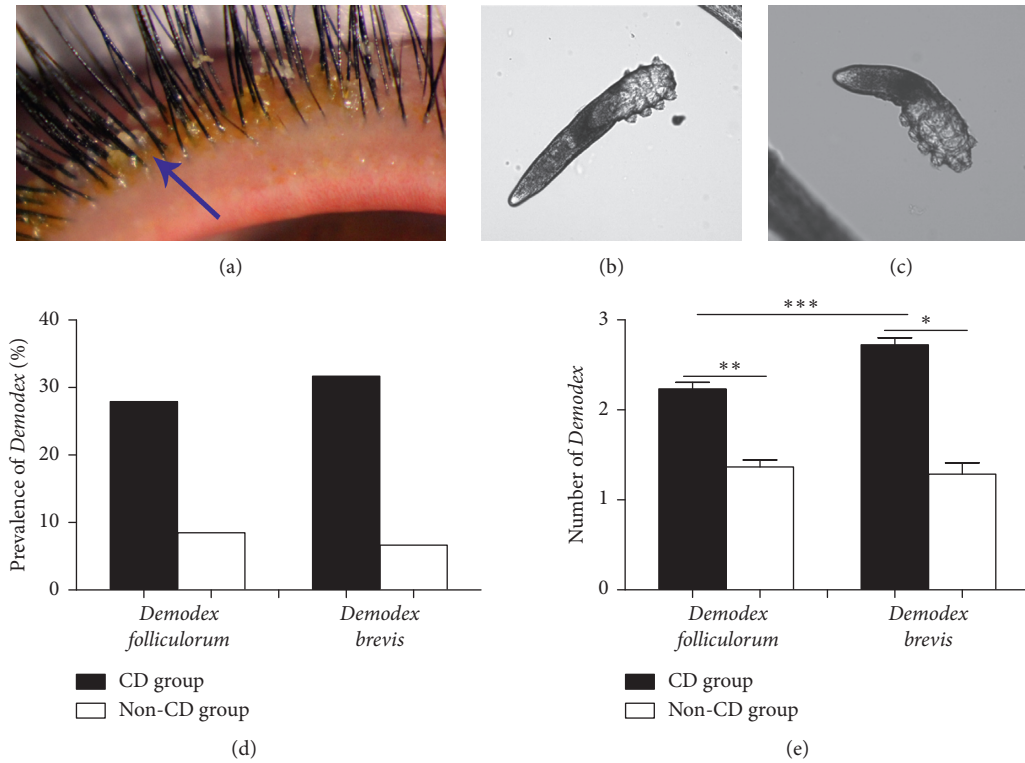 (a)
(b)
(c)
40
30
20
10
0
Prevalence of Demodex (%)
Demodex
folliculorum
Demodex
brevis
CD group
Non-CD group
(d)
3
2
1
0
Number of Demodex
***
**
*
Demodex
folliculorum
Demodex
brevis
CD group
Non-CD group
(e)